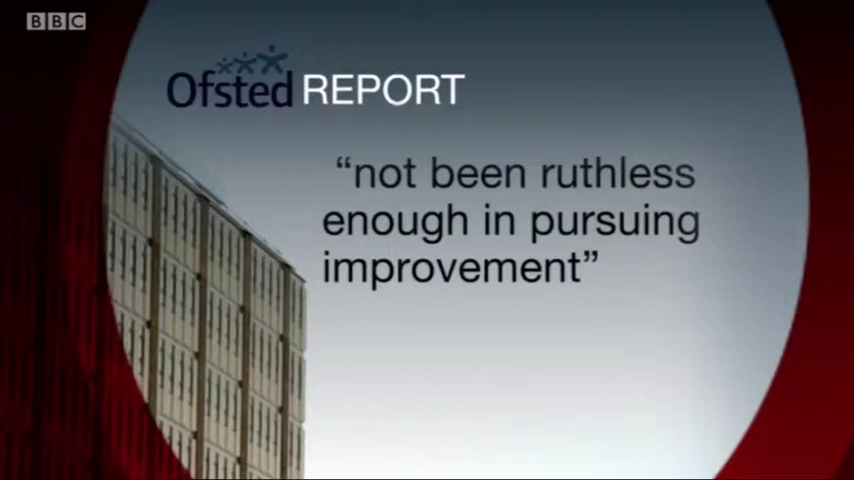 BBC
Ofsted REPORT
“not been ruthless
enough in pursuing
improvement”